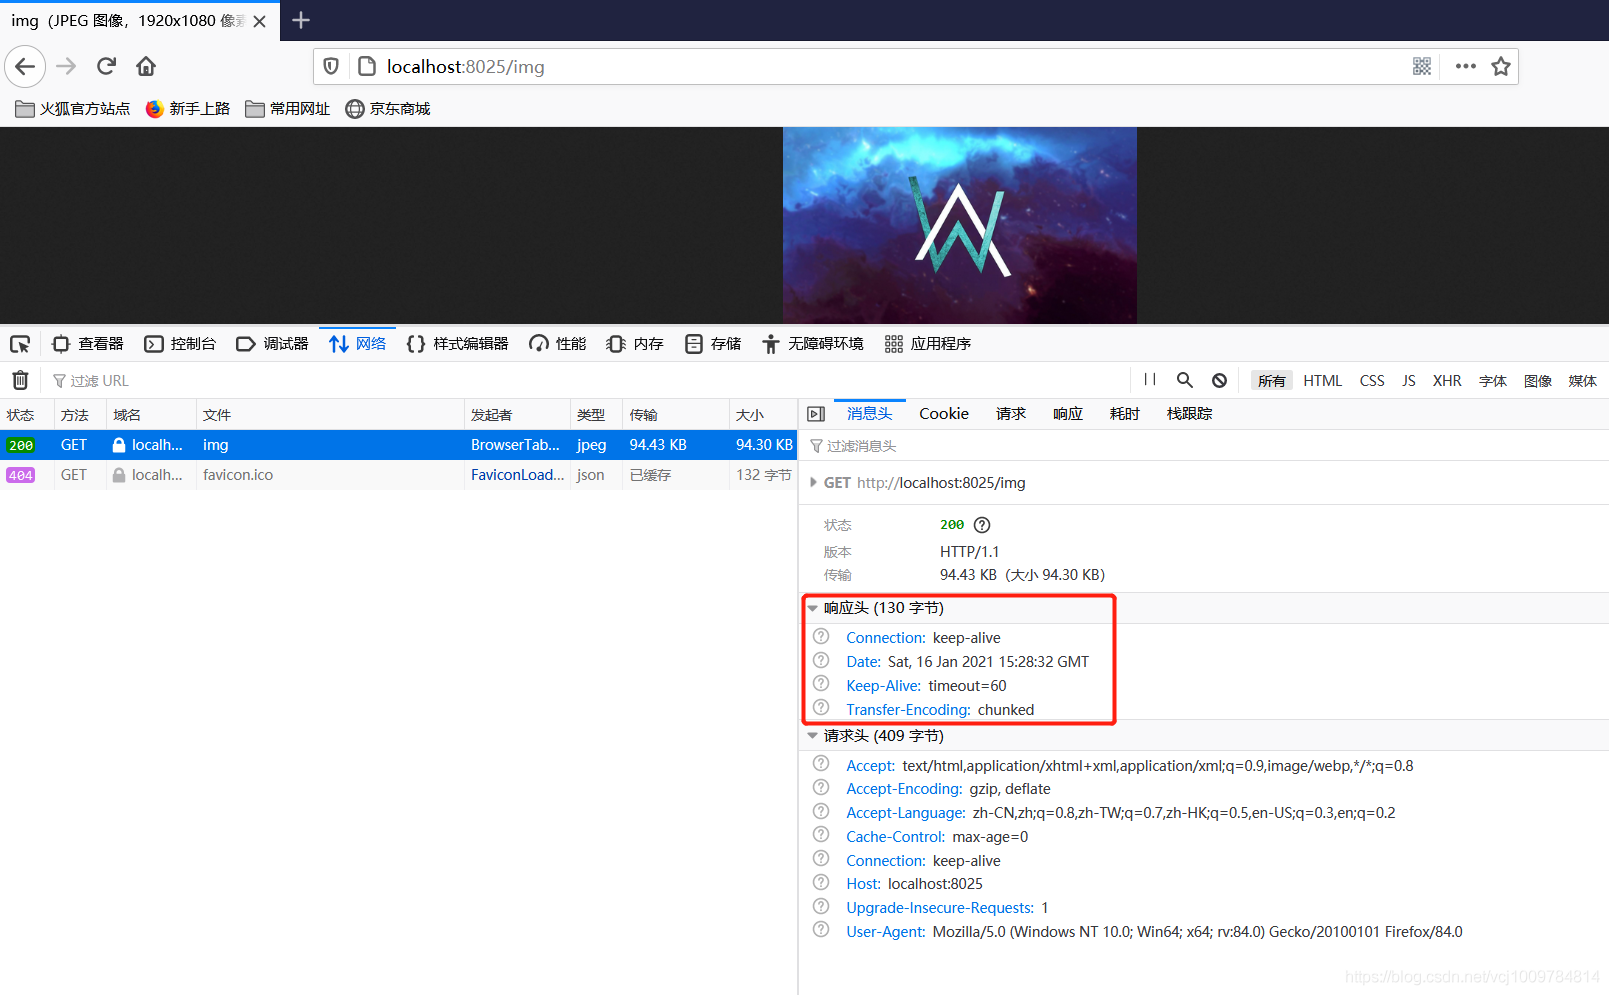 img（JPEG 图像，1920x1080 像素
localhost:8025/img
火狐官方站点 新手上路 常用网址 京东商城
查看器 控制台 调试器 网络 样式编辑器 性能 内存 存储 无障碍环境 应用程序
过滤 URL
所有 HTML CSS JS XHR 字体 图像 媒体
状态 方法 域名 文件 发起者 类型 传输 大小
200 GET localh... img BrowserTab... jpeg 94.43 KB 94.30 KB
404 GET localh... favicon.ico FaviconLoad... json 已缓存 132 字节
消息头 Cookie 请求 响应 耗时 栈跟踪
过滤消息头
GET http://localhost:8025/img
状态 200
版本 HTTP/1.1
传输 94.43 KB（大小 94.30 KB）
响应头 (130 字节)
Connection: keep-alive
Date: Sat, 16 Jan 2021 15:28:32 GMT
Keep-Alive: timeout=60
Transfer-Encoding: chunked
请求头 (409 字节)
Accept: text/html,application/xhtml+xml,application/xml;q=0.9,image/webp,*/*;q=0.8
Accept-Encoding: gzip, deflate
Accept-Language: zh-CN,zh;q=0.8,zh-TW;q=0.7,zh-HK;q=0.5,en-US;q=0.3,en;q=0.2
Cache-Control: max-age=0
Connection: keep-alive
Host: localhost:8025
Upgrade-Insecure-Requests: 1
User-Agent: Mozilla/5.0 (Windows NT 10.0; Win64; x64; rv:84.0) Gecko/20100101 Firefox/84.0
https://blog.csdn.net/vcj1009784814